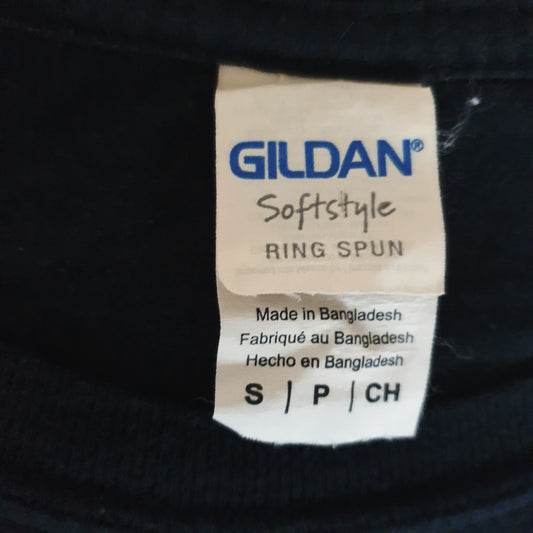 GILDAN®
Softstyle
RING SPUN
Made in Bangladesh
Fabriqué au Bangladesh
Hecho en Bangladesh
S | P | CH